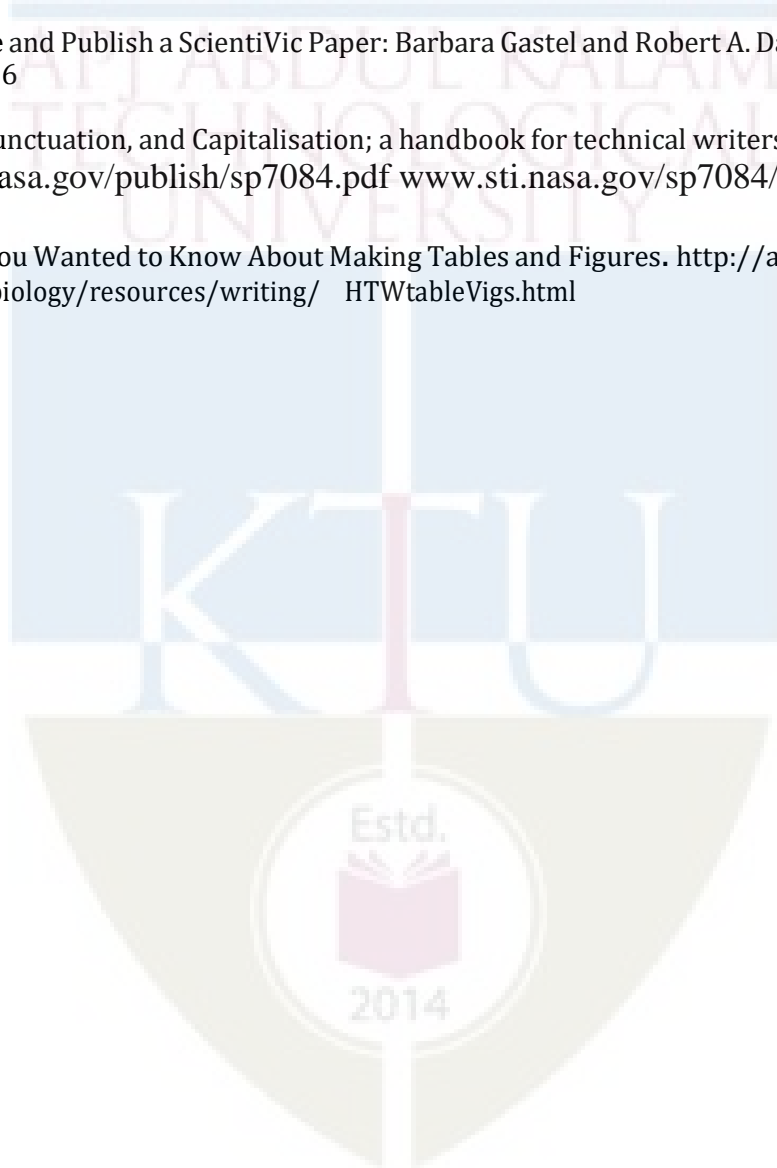 APJ ABDUL KALAM
e and Publish a ScientiVic Paper: Barbara Gastel and Robert A. Da
6
TECHNOLOGICAL
unctuation, and Capitalisation; a handbook for technical writers
asa.gov/publish/sp7084.pdf www.sti.nasa.gov/sp7084/
UNIVERSITY
ou Wanted to Know About Making Tables and Figures. http://a
biology/resources/writing/ HTWtableVigs.html
KTU
Estd.
2014